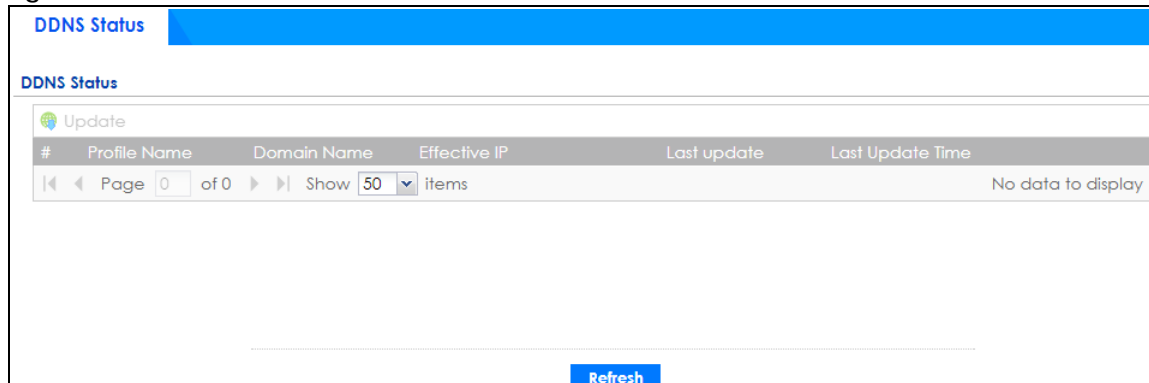 DDNS Status
DDNS Status
Update
# Profile Name Domain Name Effective IP Last update Last Update Time
Page 0 of 0 Show 50 items No data to display
Refresh